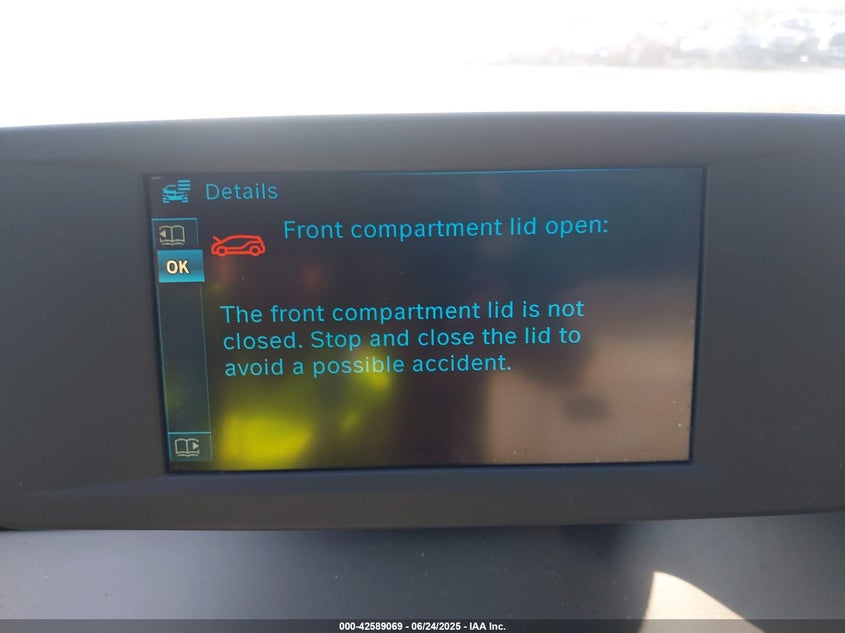 Details
Front compartment lid open:
OK
The front compartment lid is not
closed. Stop and close the lid to
avoid a possible accident.
000-42589069 - 06/24/2025 - IAA Inc.